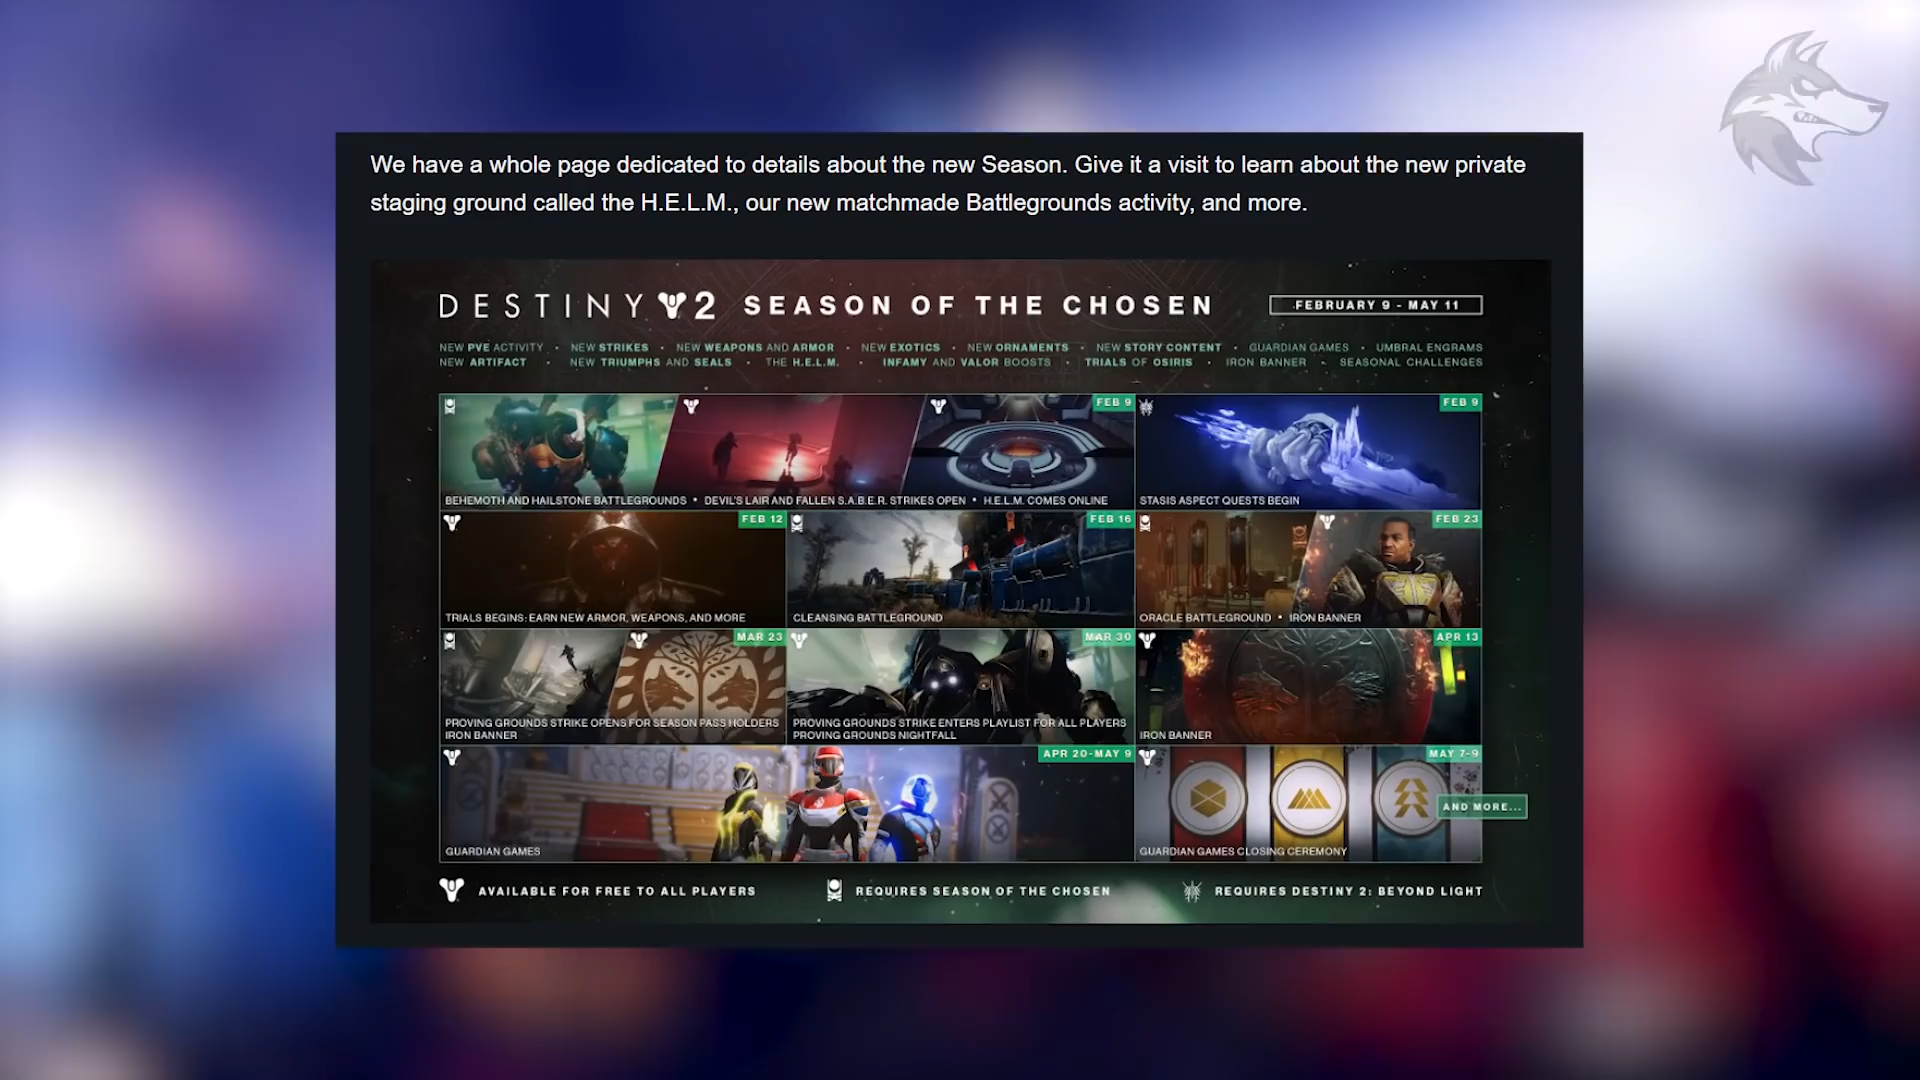 We have a whole page dedicated to details about the new Season. Give it a visit to learn about the new private
staging ground called the H.E.L.M., our new matchmade Battlegrounds activity, and more.
DESTINY 2 SEASON OF THE CHOSEN
FEBRUARY 9 - MAY 11
NEW PVE ACTIVITY • NEW STRIKES • NEW WEAPONS AND ARMOR • NEW EXOTICS • NEW ORNAMENTS • NEW STORY CONTENT • GUARDIAN GAMES • UMBRAL ENGRAMS
NEW ARTIFACT • NEW TRIUMPHS AND SEALS • THE H.E.L.M. • INFAMY AND VALOR BOOSTS • TRIALS OF OSIRIS • IRON BANNER • SEASONAL CHALLENGES
FEB 9
BEHEMOTH AND HAILSTONE BATTLEGROUNDS • DEVIL'S LAIR AND FALLEN S.A.B.E.R. STRIKES OPEN • H.E.L.M. COMES ONLINE
FEB 9
STASIS ASPECT QUESTS BEGIN
FEB 12
TRIALS BEGINS: EARN NEW ARMOR, WEAPONS, AND MORE
FEB 16
CLEANSING BATTLEGROUND
FEB 23
ORACLE BATTLEGROUND • IRON BANNER
MAR 23
PROVING GROUNDS STRIKE OPENS FOR SEASON PASS HOLDERS
IRON BANNER
MAR 30
PROVING GROUNDS STRIKE ENTERS PLAYLIST FOR ALL PLAYERS
PROVING GROUNDS NIGHTFALL
APR 13
IRON BANNER
APR 20-MAY 9
GUARDIAN GAMES
MAY 7-9
GUARDIAN GAMES CLOSING CEREMONY
AND MORE...
AVAILABLE FOR FREE TO ALL PLAYERS
REQUIRES SEASON OF THE CHOSEN
REQUIRES DESTINY 2: BEYOND LIGHT